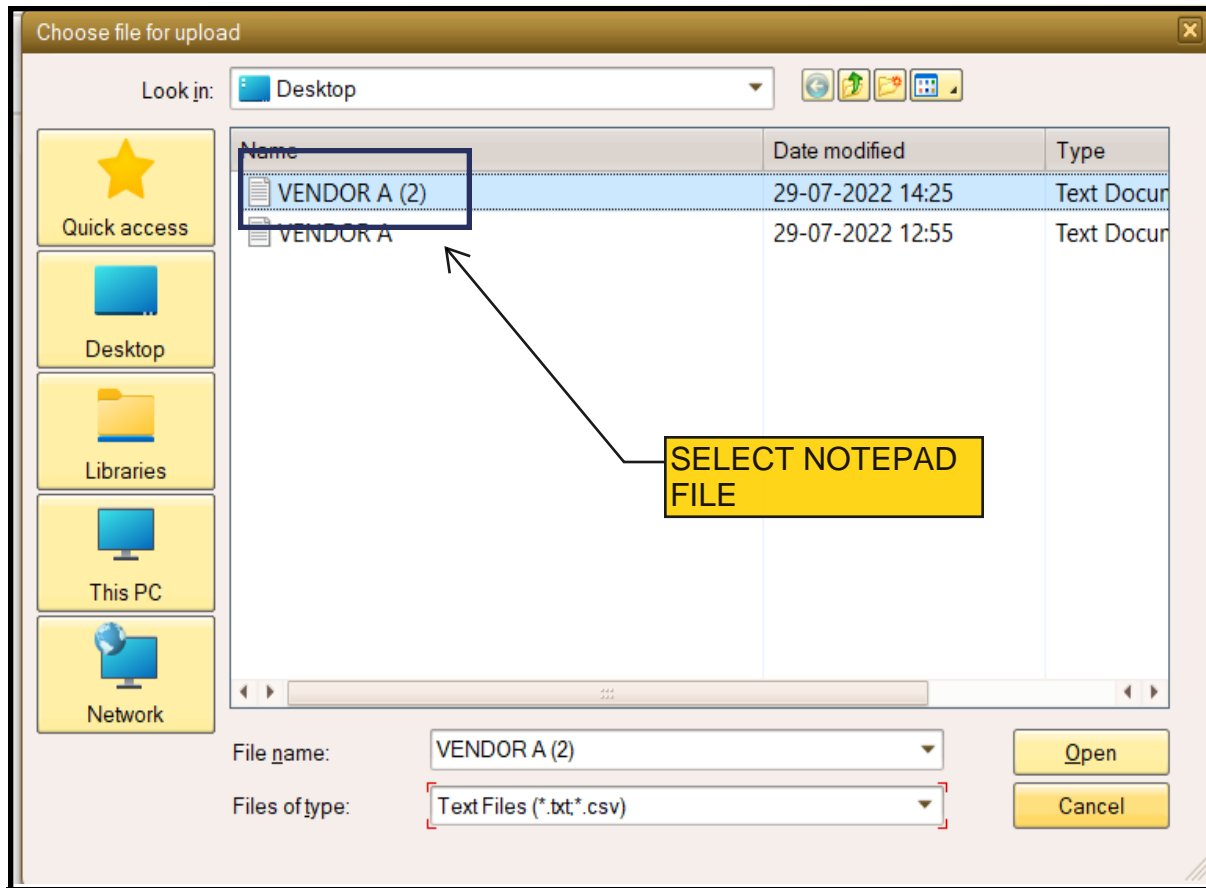 Choose file for upload
Look in: Desktop
Name Date modified Type
VENDOR A (2) 29-07-2022 14:25 Text Docum
VENDOR A 29-07-2022 12:55 Text Docum
Quick access
Desktop
Libraries
This PC
Network
SELECT NOTEPAD
FILE
File name: VENDOR A (2) Open
Files of type: Text Files (*.txt;*.csv) Cancel